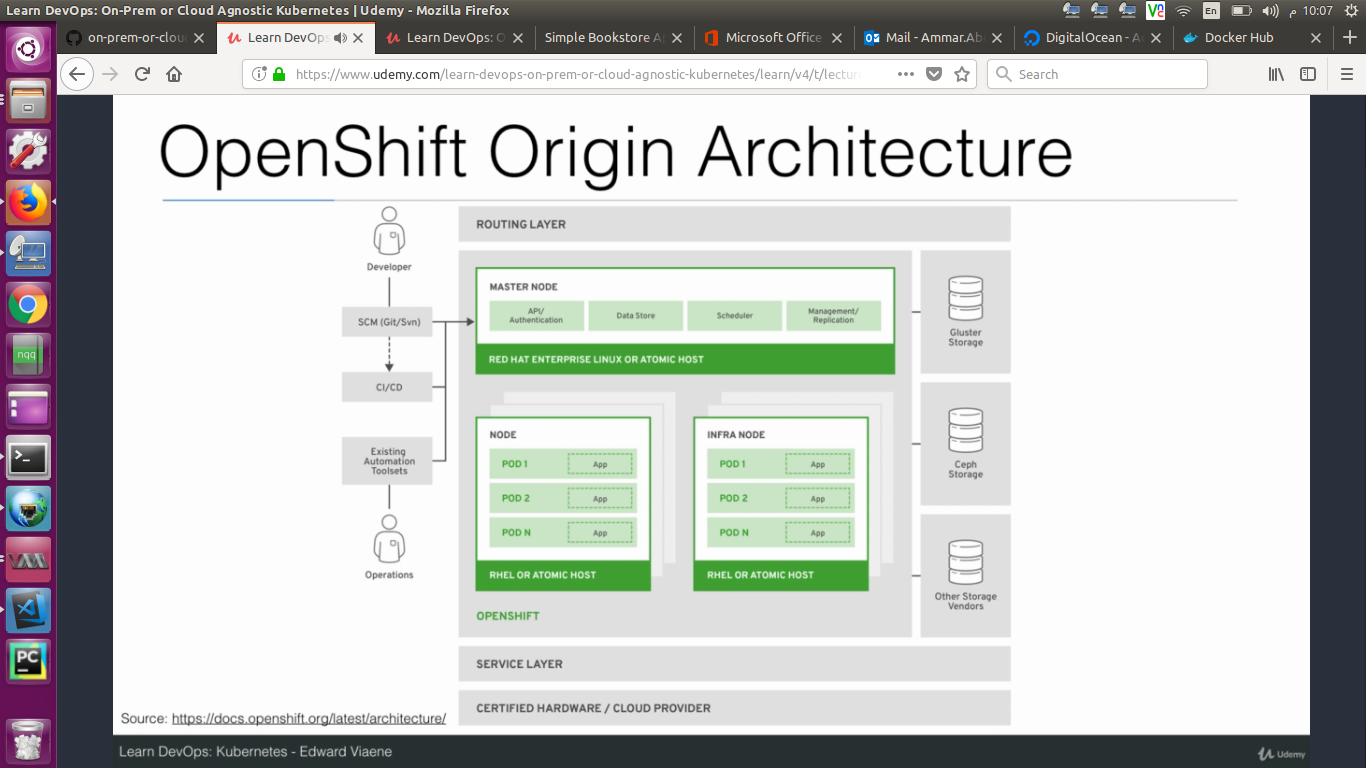 Learn DevOps: On-Prem or Cloud Agnostic Kubernetes | Udemy - Mozilla Firefox
En
م 10:07
on-prem-or-clou
Learn DevOps
Learn DevOps: O
Simple Bookstore A
Microsoft Office
Mail - Ammar.Ab
DigitalOcean - A
Docker Hub
https://www.udemy.com/learn-devops-on-prem-or-cloud-agnostic-kubernetes/learn/v4/t/lectur
Search
OpenShift Origin Architecture
Developer
SCM (Git/Svn)
CI/CD
Existing
Automation
Toolsets
Operations
ROUTING LAYER
MASTER NODE
API/
Authentication
Data Store
Scheduler
Management/
Replication
RED HAT ENTERPRISE LINUX OR ATOMIC HOST
NODE
POD 1 App
POD 2 App
POD N App
RHEL OR ATOMIC HOST
INFRA NODE
POD 1 App
POD 2 App
POD N App
RHEL OR ATOMIC HOST
OPENSHIFT
Gluster
Storage
Ceph
Storage
Other Storage
Vendors
SERVICE LAYER
CERTIFIED HARDWARE / CLOUD PROVIDER
Source: https://docs.openshift.org/latest/architecture/
Learn DevOps: Kubernetes - Edward Viaene
Udemy
nqq
PC